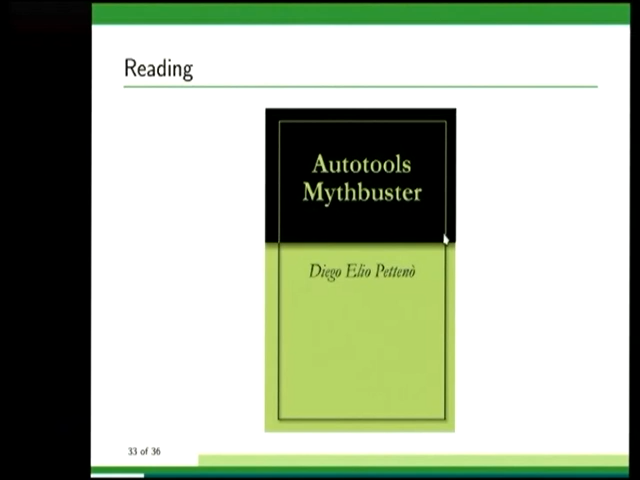 Reading
Autotools
Mythbuster
Diego Elio Pettenò
33 of 36